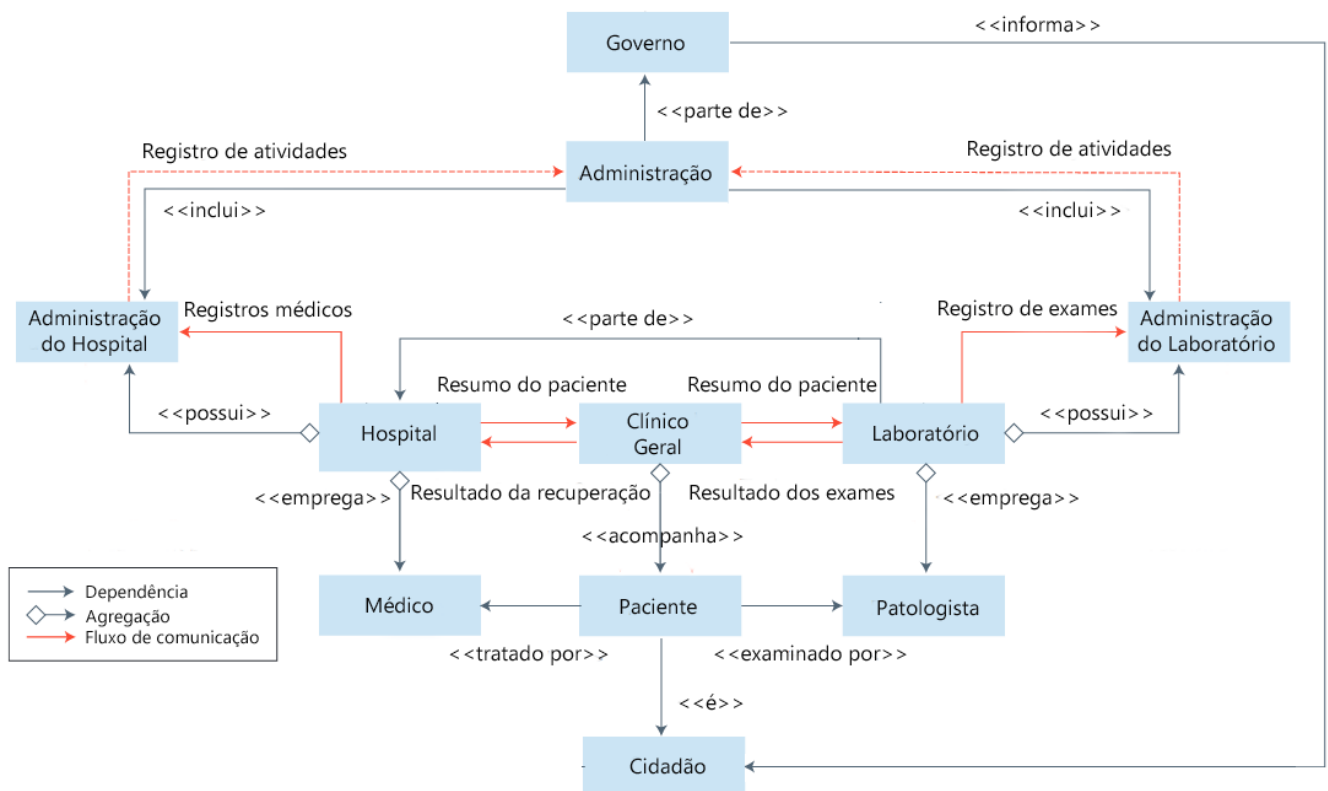 <<informa>>
Governo
<<parte de>>
Registro de atividades
Registro de atividades
Administração
<<inclui>>
<<inclui>>
Administração
do Hospital
Registros médicos
<<parte de>>
Registro de exames
Administração
do Laboratório
Resumo do paciente
Resumo do paciente
<<possui>>
<<possui>>
Hospital
Clínico
Geral
Laboratório
<<emprega>>
Resultado da recuperação
Resultado dos exames
<<emprega>>
<<acompanha>>
Dependência
Agregação
Fluxo de comunicação
Médico
Paciente
Patologista
<<tratado por>>
<<examinado por>>
<<é>>
Cidadão